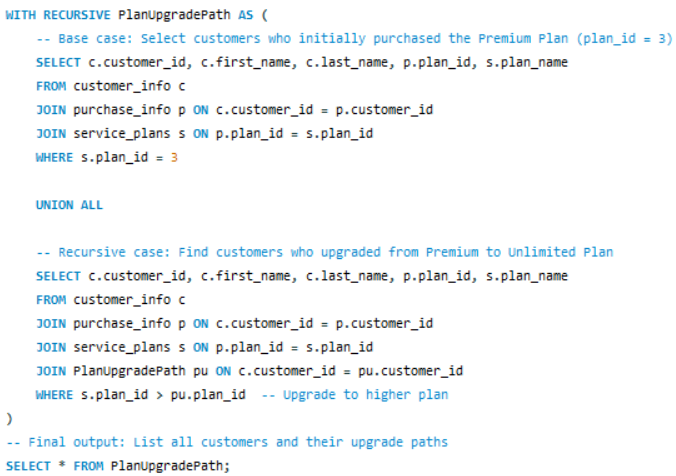 WITH RECURSIVE PlanUpgradePath AS (
    -- Base case: Select customers who initially purchased the Premium Plan (plan_id = 3)
    SELECT c.customer_id, c.first_name, c.last_name, p.plan_id, s.plan_name
    FROM customer_info c
    JOIN purchase_info p ON c.customer_id = p.customer_id
    JOIN service_plans s ON p.plan_id = s.plan_id
    WHERE s.plan_id = 3

    UNION ALL

    -- Recursive case: Find customers who upgraded from Premium to Unlimited Plan
    SELECT c.customer_id, c.first_name, c.last_name, p.plan_id, s.plan_name
    FROM customer_info c
    JOIN purchase_info p ON c.customer_id = p.customer_id
    JOIN service_plans s ON p.plan_id = s.plan_id
    JOIN PlanUpgradePath pu ON c.customer_id = pu.customer_id
    WHERE s.plan_id > pu.plan_id  -- Upgrade to higher plan
)
-- Final output: List all customers and their upgrade paths
SELECT * FROM PlanUpgradePath;